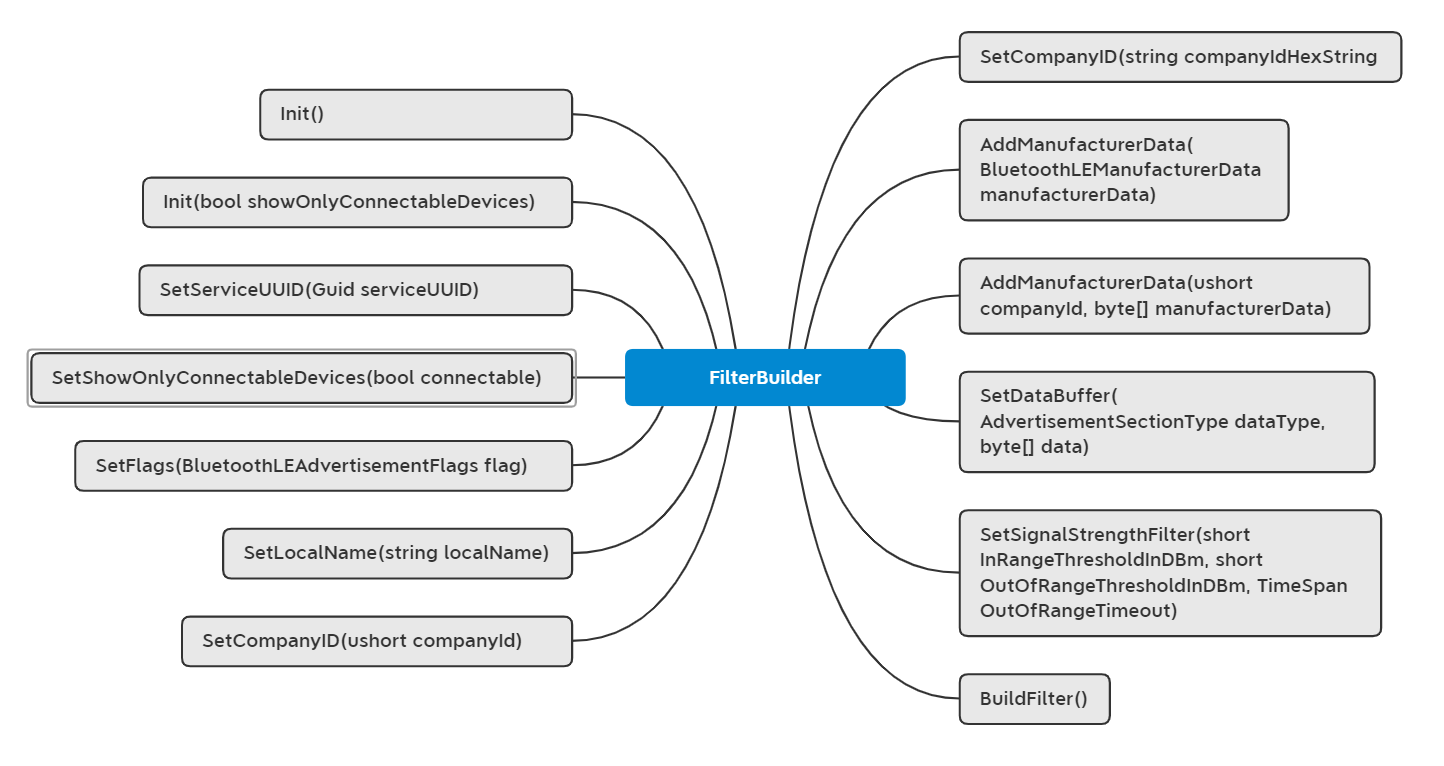 Init()
Init(bool showOnlyConnectableDevices)
SetServiceUUID(Guid serviceUUID)
SetShowOnlyConnectableDevices(bool connectable)
SetFlags(BluetoothLEAdvertisementFlags flag)
SetLocalName(string localName)
SetCompanyID(ushort companyId)
FilterBuilder
SetCompanyID(string companyIdHexString
AddManufacturerData(
BluetoothLEManufacturerData
manufacturerData)
AddManufacturerData(ushort
companyId, byte[] manufacturerData)
SetDataBuffer(
AdvertisementSectionType dataType,
byte[] data)
SetSignalStrengthFilter(short
InRangeThresholdInDBm, short
OutOfRangeThresholdInDBm, TimeSpan
OutOfRangeTimeout)
BuildFilter()